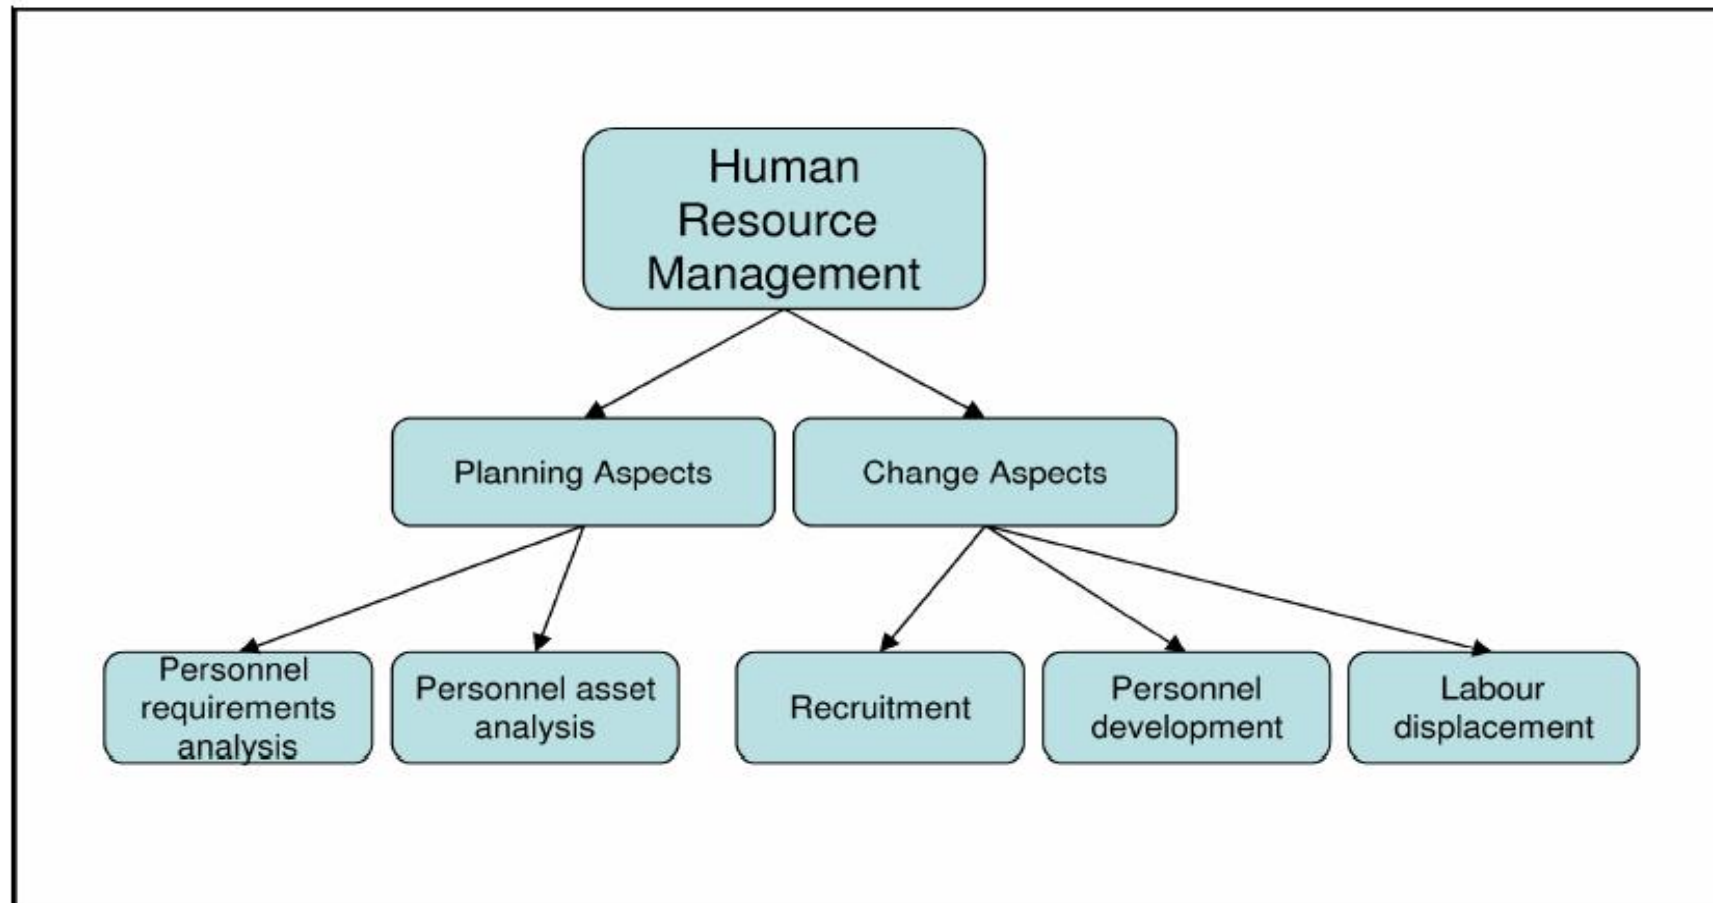 Human
Resource
Management
Planning Aspects
Change Aspects
Personnel
requirements
analysis
Personnel asset
analysis
Recruitment
Personnel
development
Labour
displacement